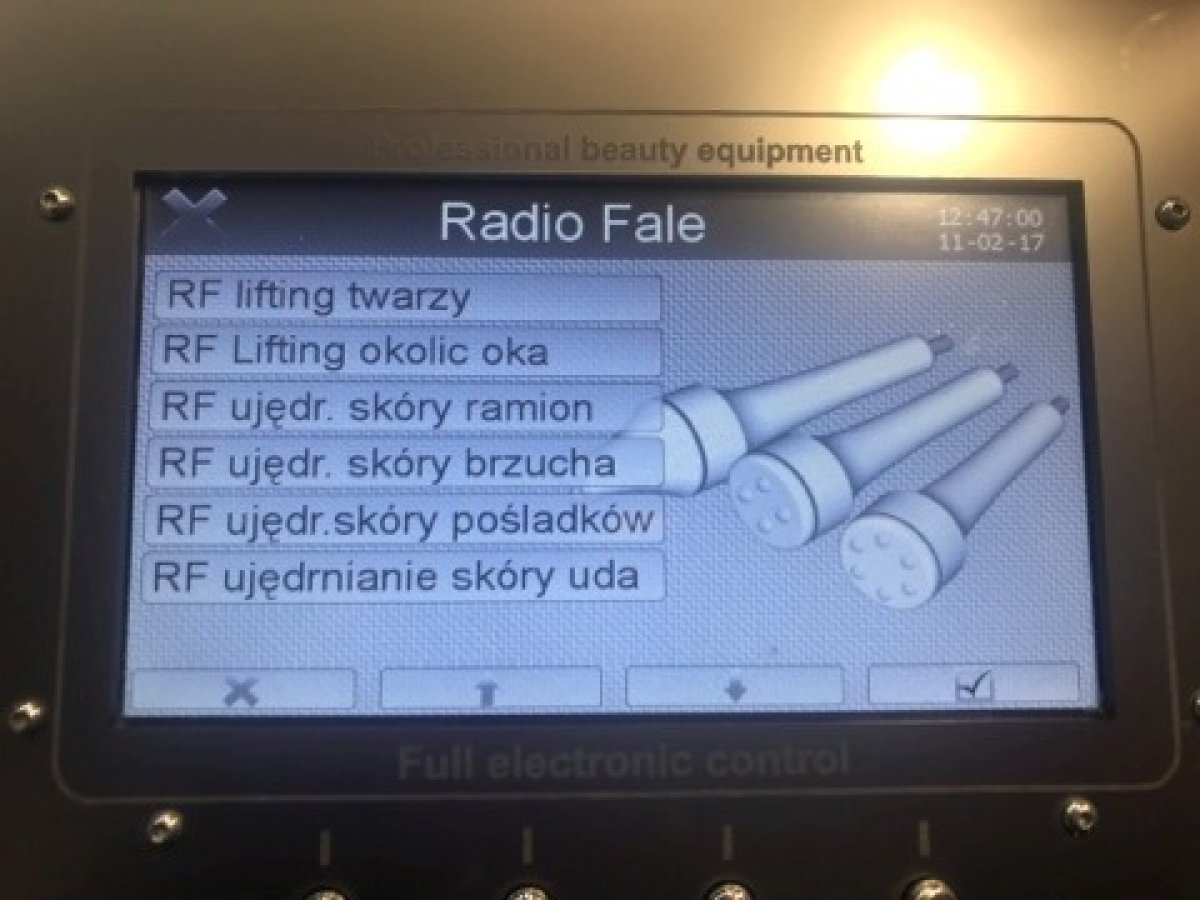 Professional beauty equipment
Radio Fale
12:47:00
11-02-17
RF lifting twarzy
RF Lifting okolic oka
RF ujędr. skóry ramion
RF ujędr. skóry brzucha
RF ujędr.skóry pośladków
RF ujędrnianie skóry uda
Full electronic control